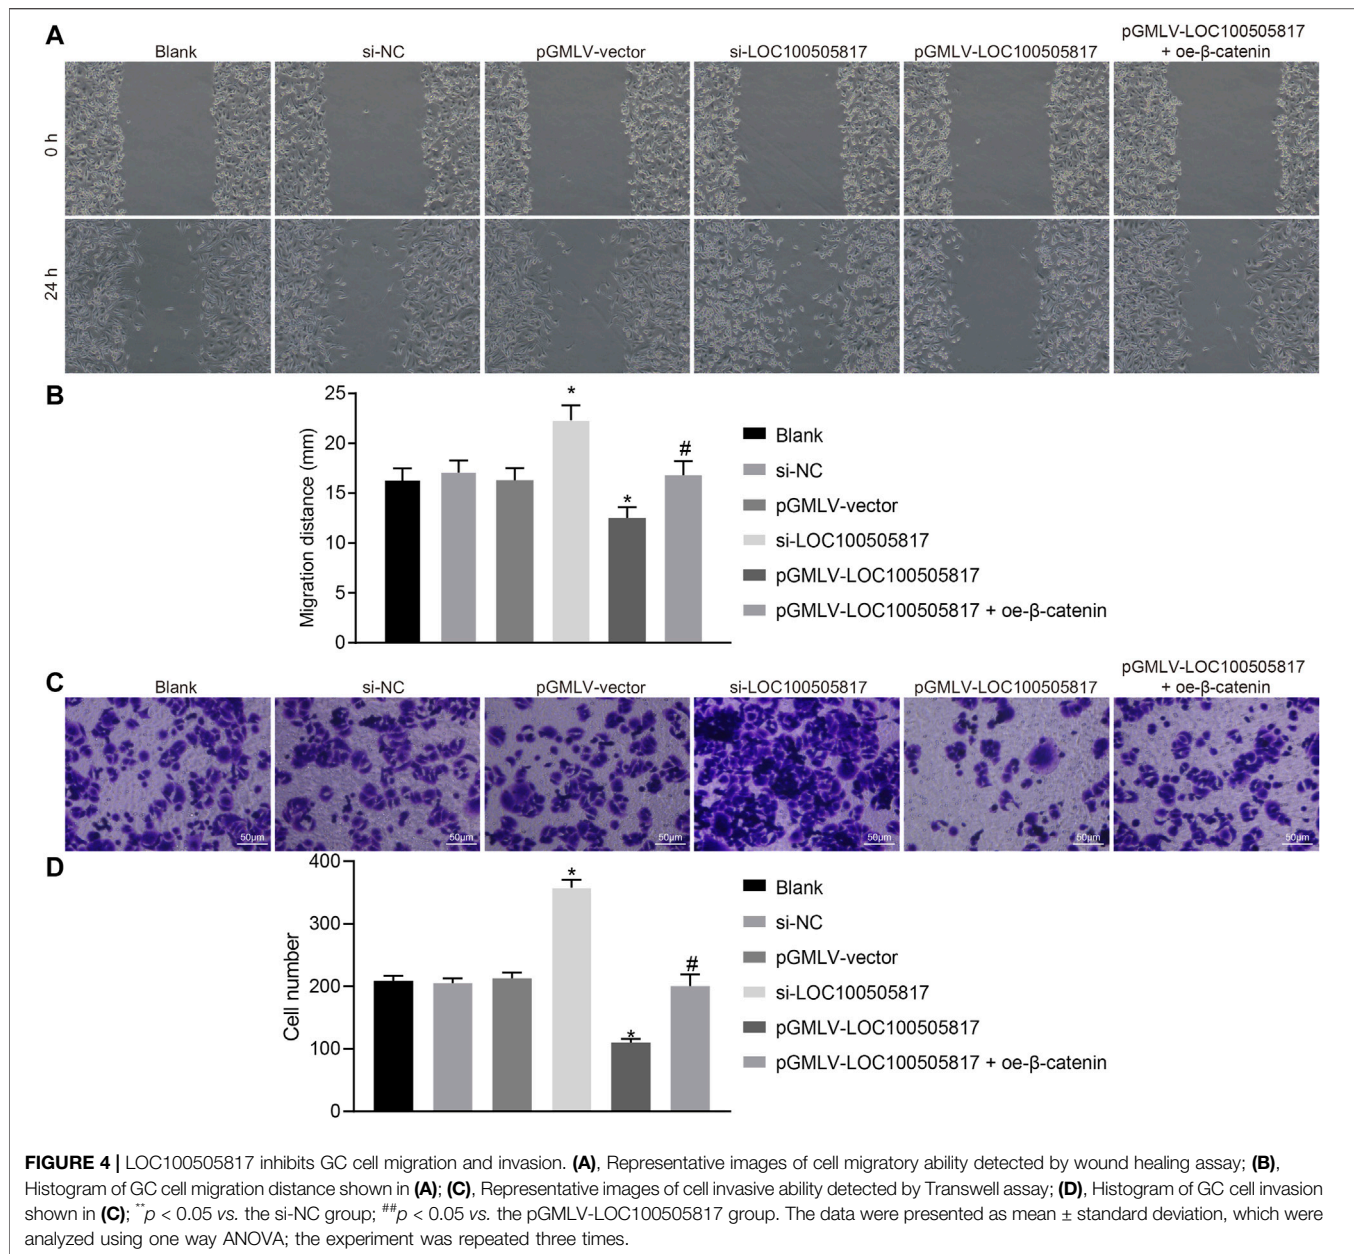 A
Blank si-NC pGMLV-vector si-LOC100505817 pGMLV-LOC100505817 pGMLV-LOC100505817
+ oe-β-catenin
0 h
24 h
B
Migration distance (mm)
25
20
15
10
5
0
*
*
#
Blank
si-NC
pGMLV-vector
si-LOC100505817
pGMLV-LOC100505817
pGMLV-LOC100505817 + oe-β-catenin
C
Blank si-NC pGMLV-vector si-LOC100505817 pGMLV-LOC100505817 pGMLV-LOC100505817
+ oe-β-catenin
50μm 50μm 50μm 50μm 50μm 50μm
D
Cell number
400
300
200
100
0
*
*
#
Blank
si-NC
pGMLV-vector
si-LOC100505817
pGMLV-LOC100505817
pGMLV-LOC100505817 + oe-β-catenin
FIGURE 4 | LOC100505817 inhibits GC cell migration and invasion. (A), Representative images of cell migratory ability detected by wound healing assay; (B),
Histogram of GC cell migration distance shown in (A); (C), Representative images of cell invasive ability detected by Transwell assay; (D), Histogram of GC cell invasion
shown in (C); **p < 0.05 vs. the si-NC group; ##p < 0.05 vs. the pGMLV-LOC100505817 group. The data were presented as mean ± standard deviation, which were
analyzed using one way ANOVA; the experiment was repeated three times.